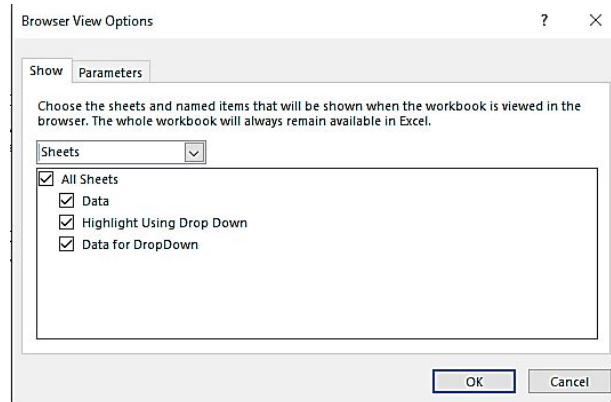 Browser View Options
Show
Parameters
Choose the sheets and named items that will be shown when the workbook is viewed in the
browser. The whole workbook will always remain available in Excel.
Sheets
All Sheets
Data
Highlight Using Drop Down
Data for DropDown
OK
Cancel